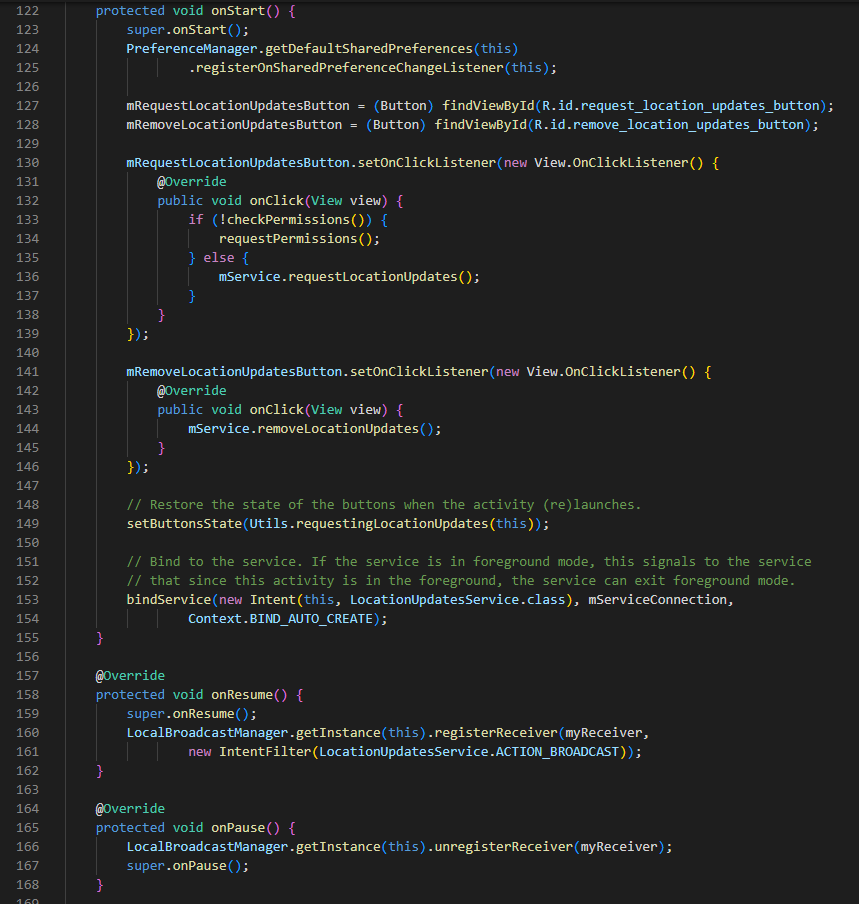 122 protected void onStart() {
123 super.onStart();
124 PreferenceManager.getDefaultSharedPreferences(this)
125 .registerOnSharedPreferenceChangeListener(this);
126
127 mRequestLocationUpdatesButton = (Button) findViewById(R.id.request_location_updates_button);
128 mRemoveLocationUpdatesButton = (Button) findViewById(R.id.remove_location_updates_button);
129
130 mRequestLocationUpdatesButton.setOnClickListener(new View.OnClickListener() {
131 @Override
132 public void onClick(View view) {
133 if (!checkPermissions()) {
134 requestPermissions();
135 } else {
136 mService.requestLocationUpdates();
137 }
138 }
139 });
140
141 mRemoveLocationUpdatesButton.setOnClickListener(new View.OnClickListener() {
142 @Override
143 public void onClick(View view) {
144 mService.removeLocationUpdates();
145 }
146 });
147
148 // Restore the state of the buttons when the activity (re)launches.
149 setButtonsState(Utils.requestingLocationUpdates(this));
150
151 // Bind to the service. If the service is in foreground mode, this signals to the service
152 // that since this activity is in the foreground, the service can exit foreground mode.
153 bindService(new Intent(this, LocationUpdatesService.class), mServiceConnection,
154 Context.BIND_AUTO_CREATE);
155 }
156
157 @Override
158 protected void onResume() {
159 super.onResume();
160 LocalBroadcastManager.getInstance(this).registerReceiver(myReceiver,
161 new IntentFilter(LocationUpdatesService.ACTION_BROADCAST));
162 }
163
164 @Override
165 protected void onPause() {
166 LocalBroadcastManager.getInstance(this).unregisterReceiver(myReceiver);
167 super.onPause();
168 }
169